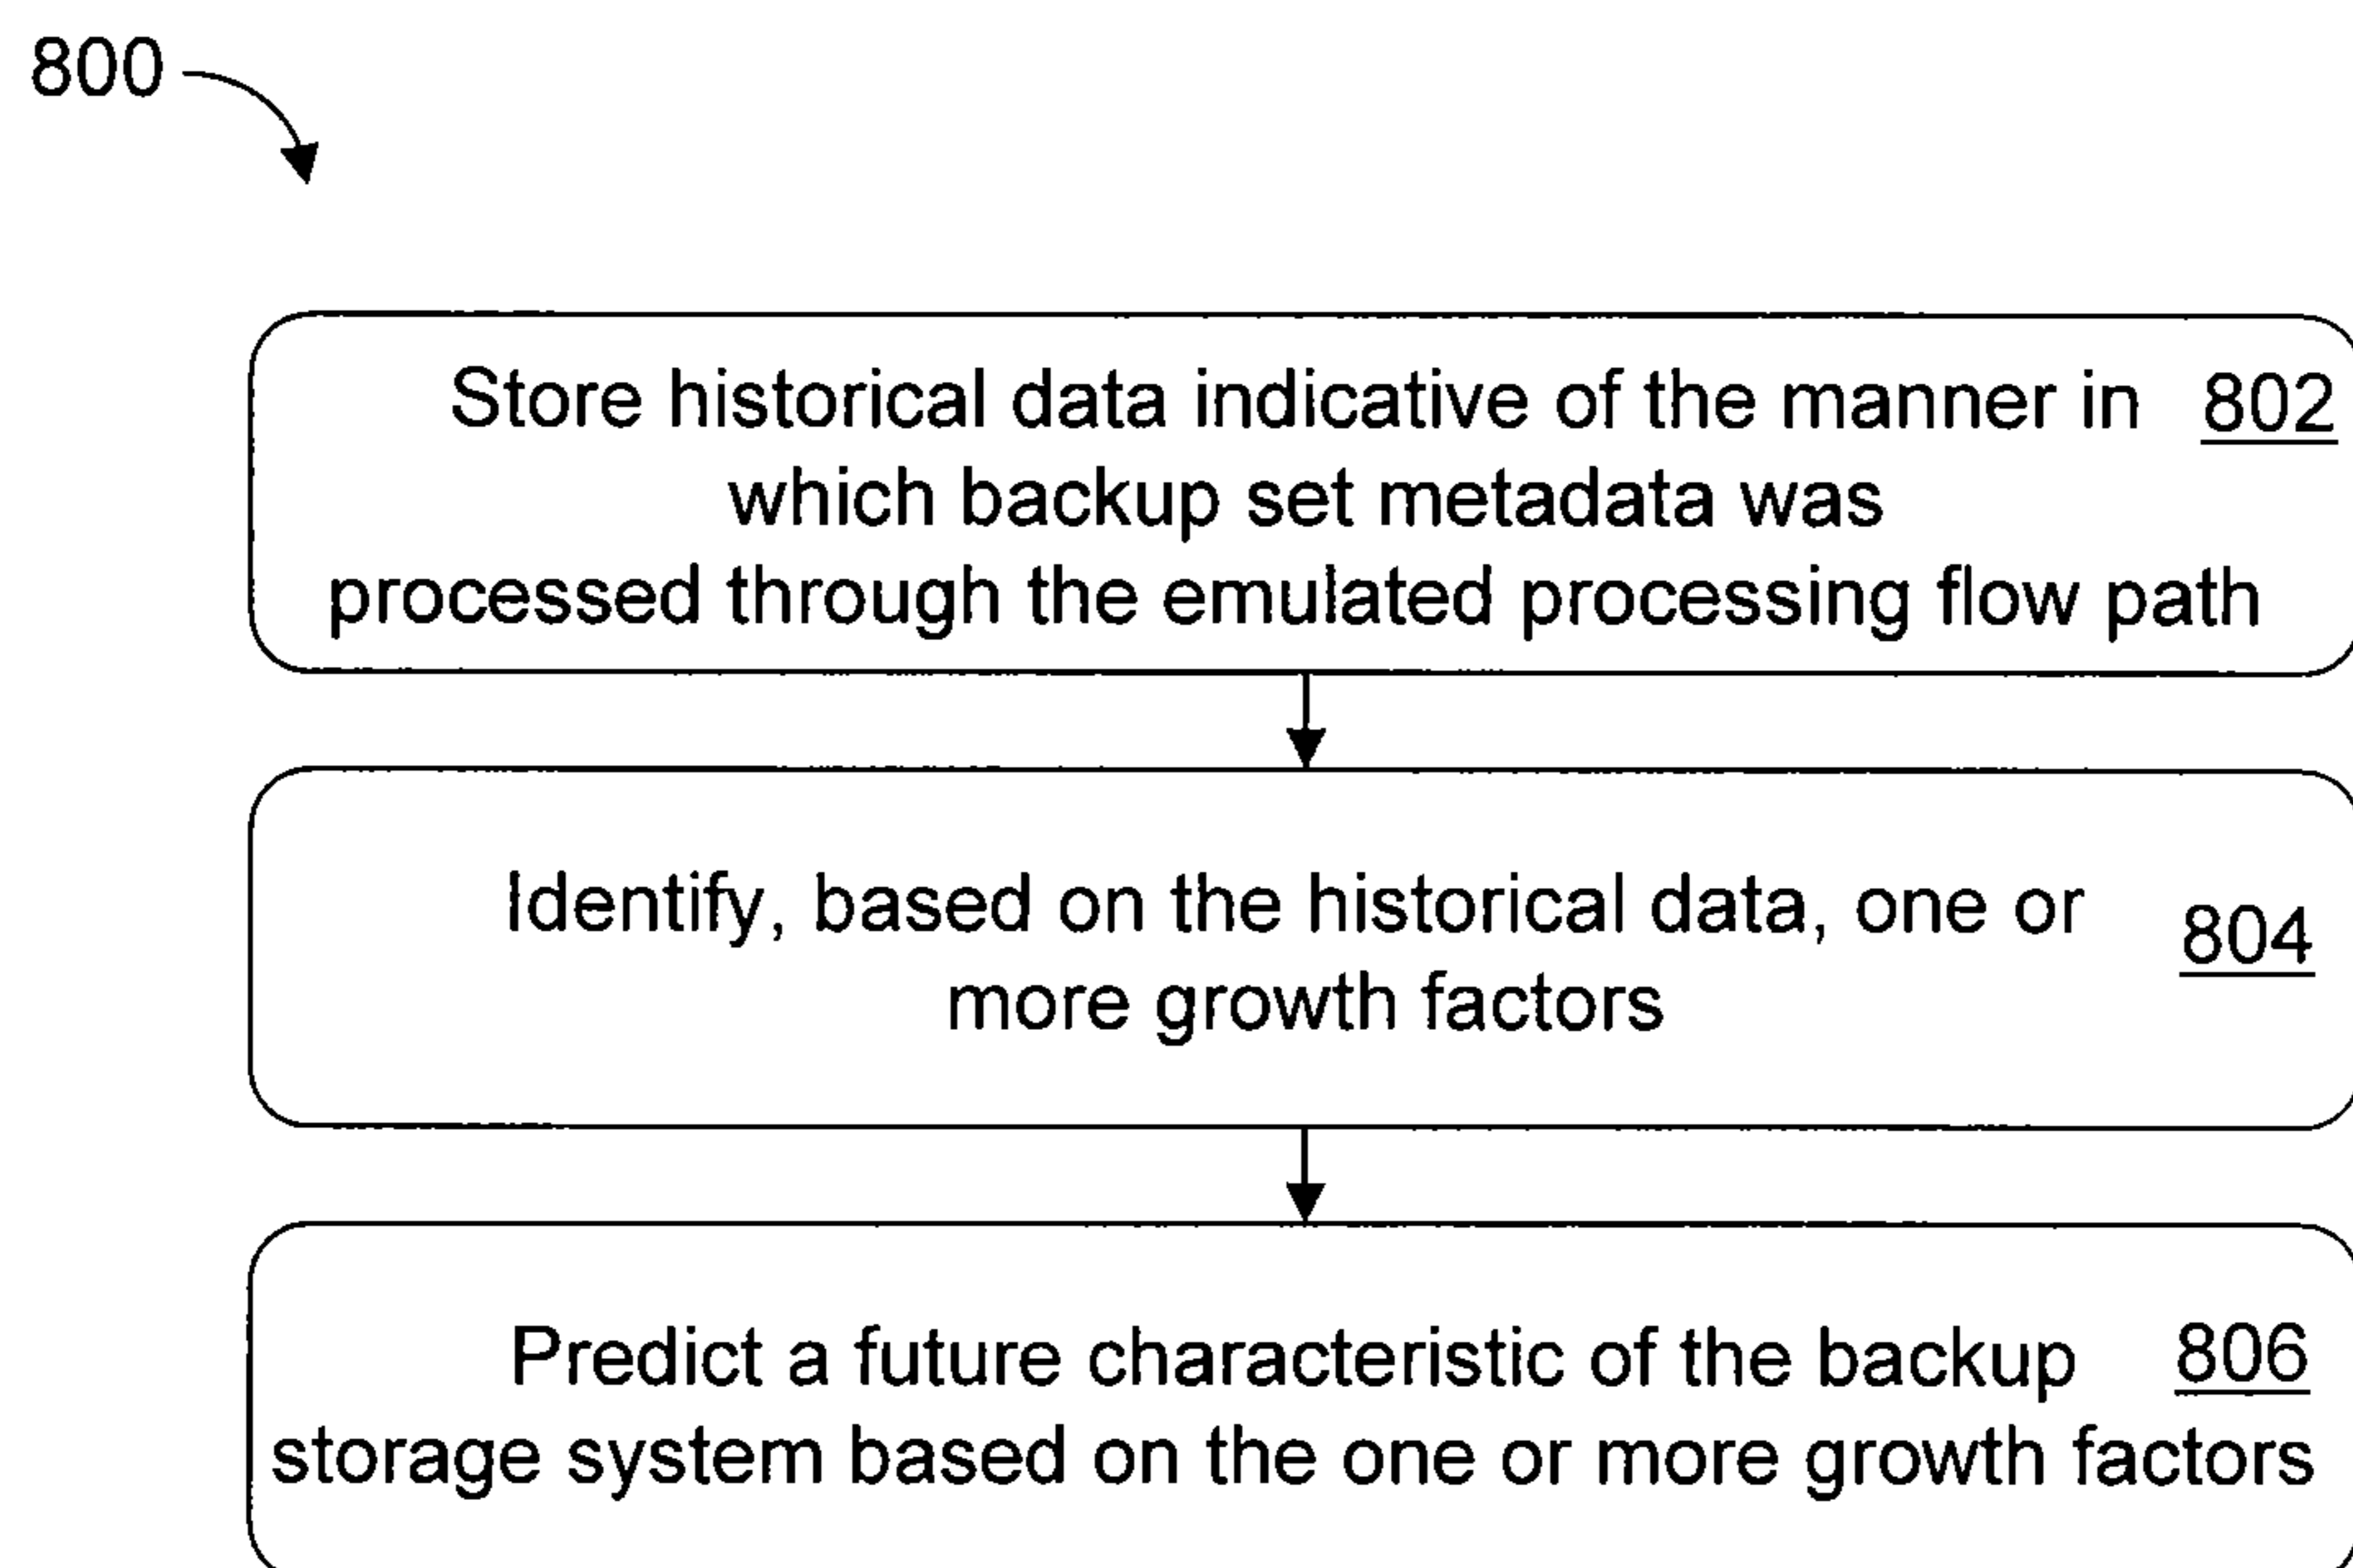 800
Store historical data indicative of the manner in 802
which backup set metadata was
processed through the emulated processing flow path
Identify, based on the historical data, one or
804
more growth factors
Predict a future characteristic of the backup 806
storage system based on the one or more growth factors